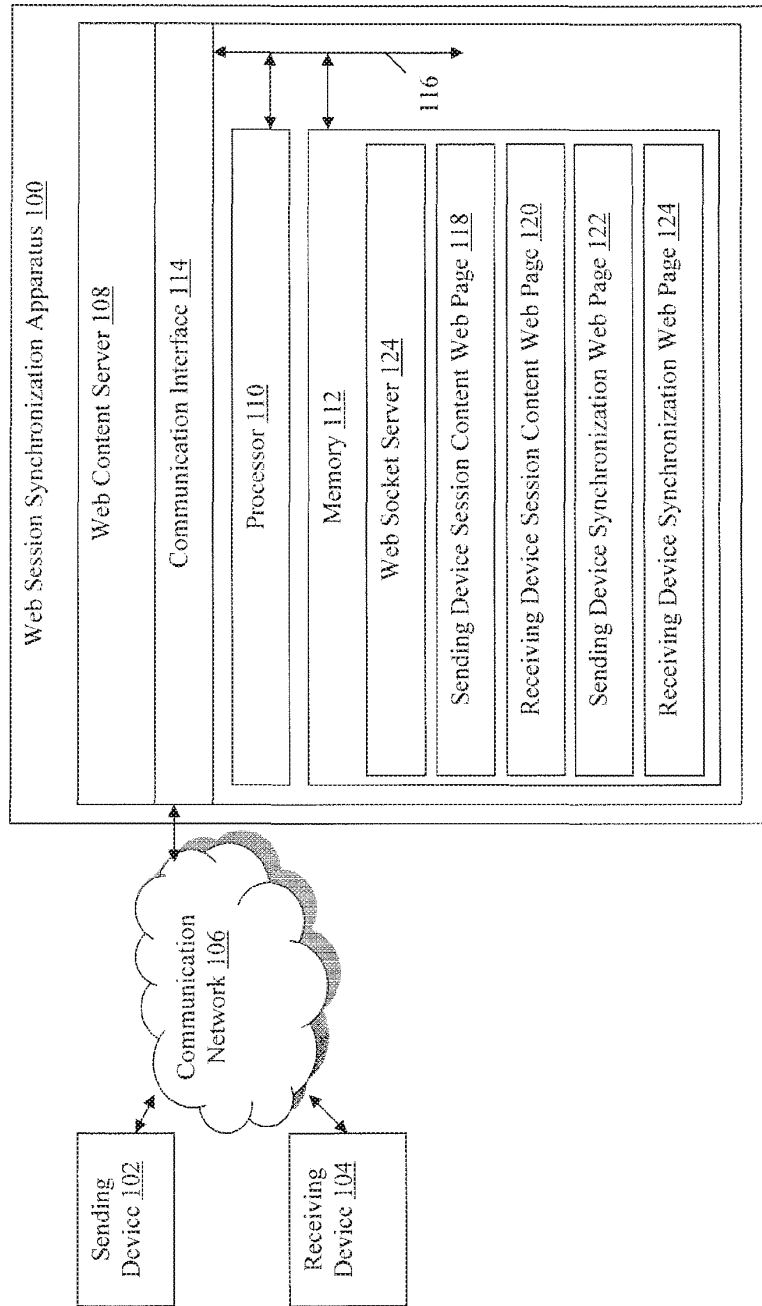 Web Session Synchronization Apparatus 100
Web Content Server 108
Communication Interface 114
Processor 110
Memory 112
Web Socket Server 124
Sending Device Session Content Web Page 118
Receiving Device Session Content Web Page 120
Sending Device Synchronization Web Page 122
Receiving Device Synchronization Web Page 124
116
Communication
Network 106
Sending
Device 102
Receiving
Device 104